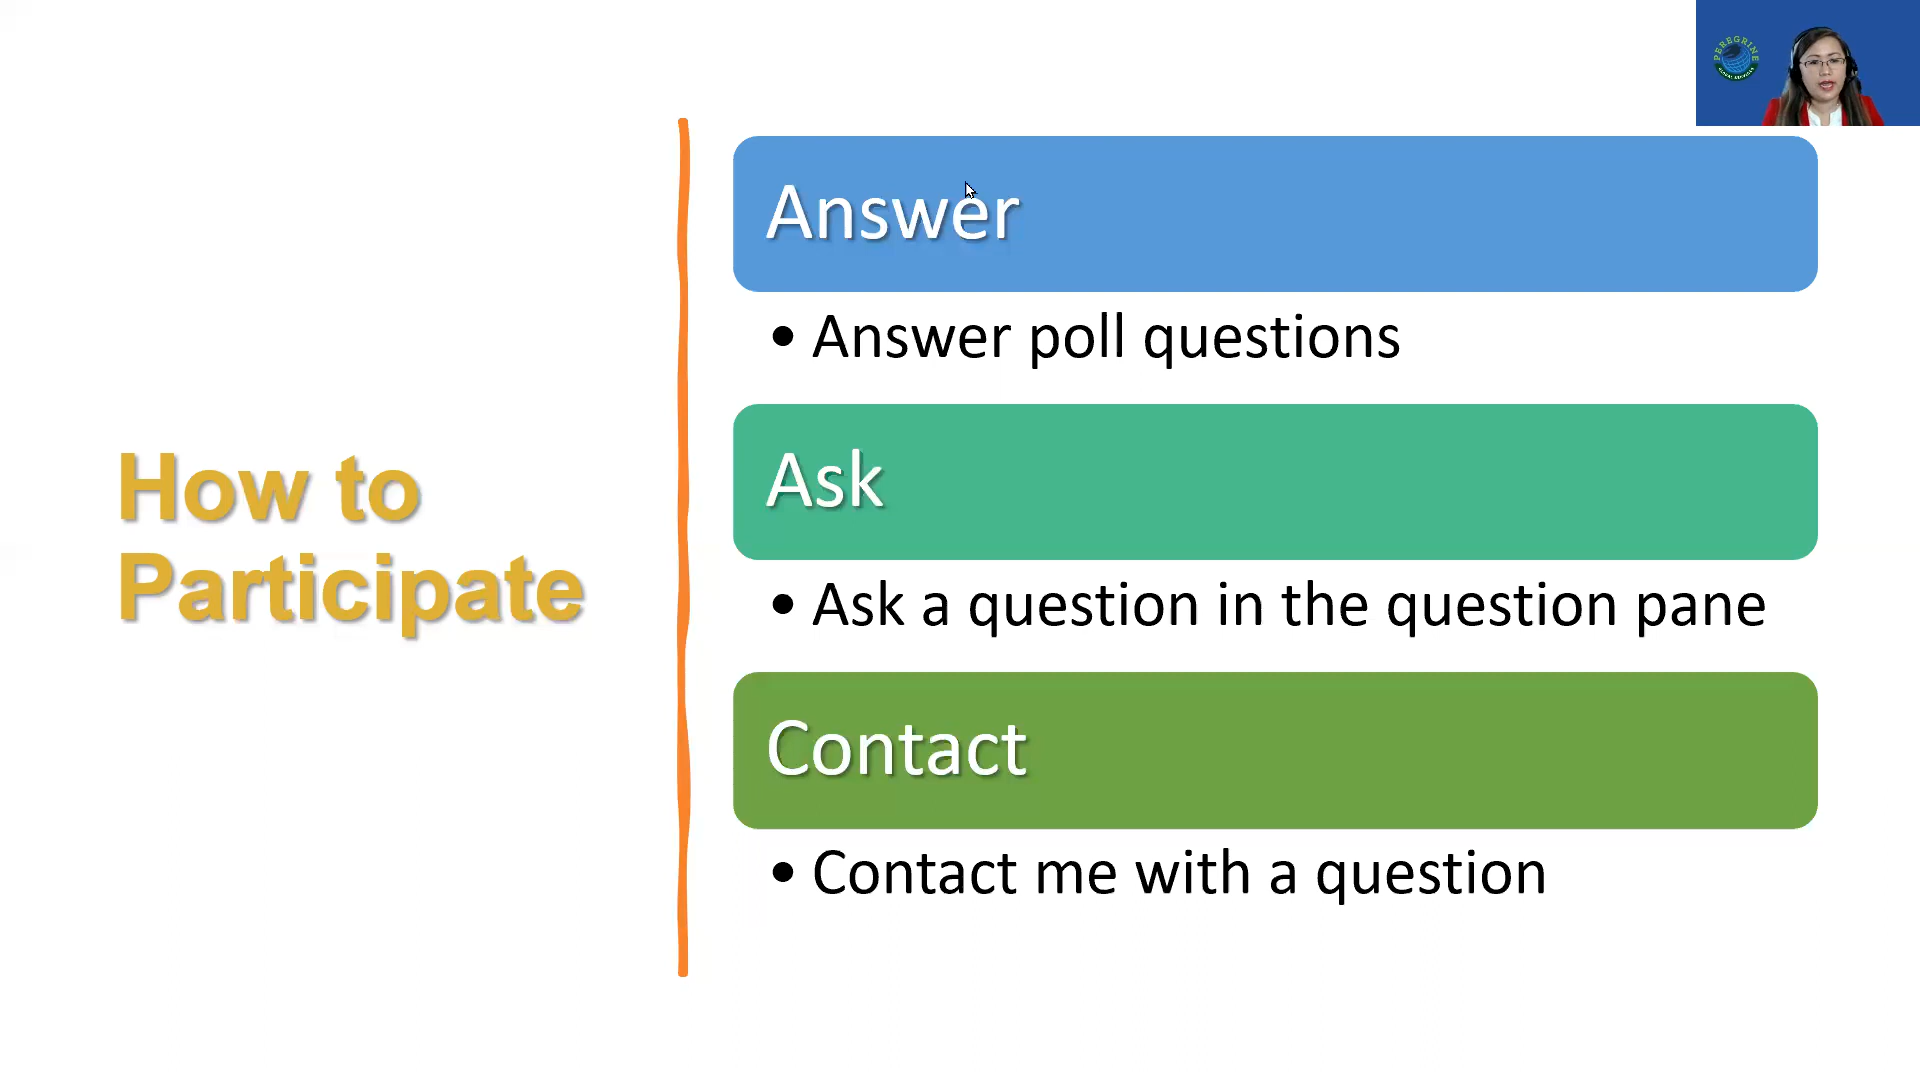 How to
Participate
Answer
• Answer poll questions
Ask
• Ask a question in the question pane
Contact
• Contact me with a question
PEREGRINE